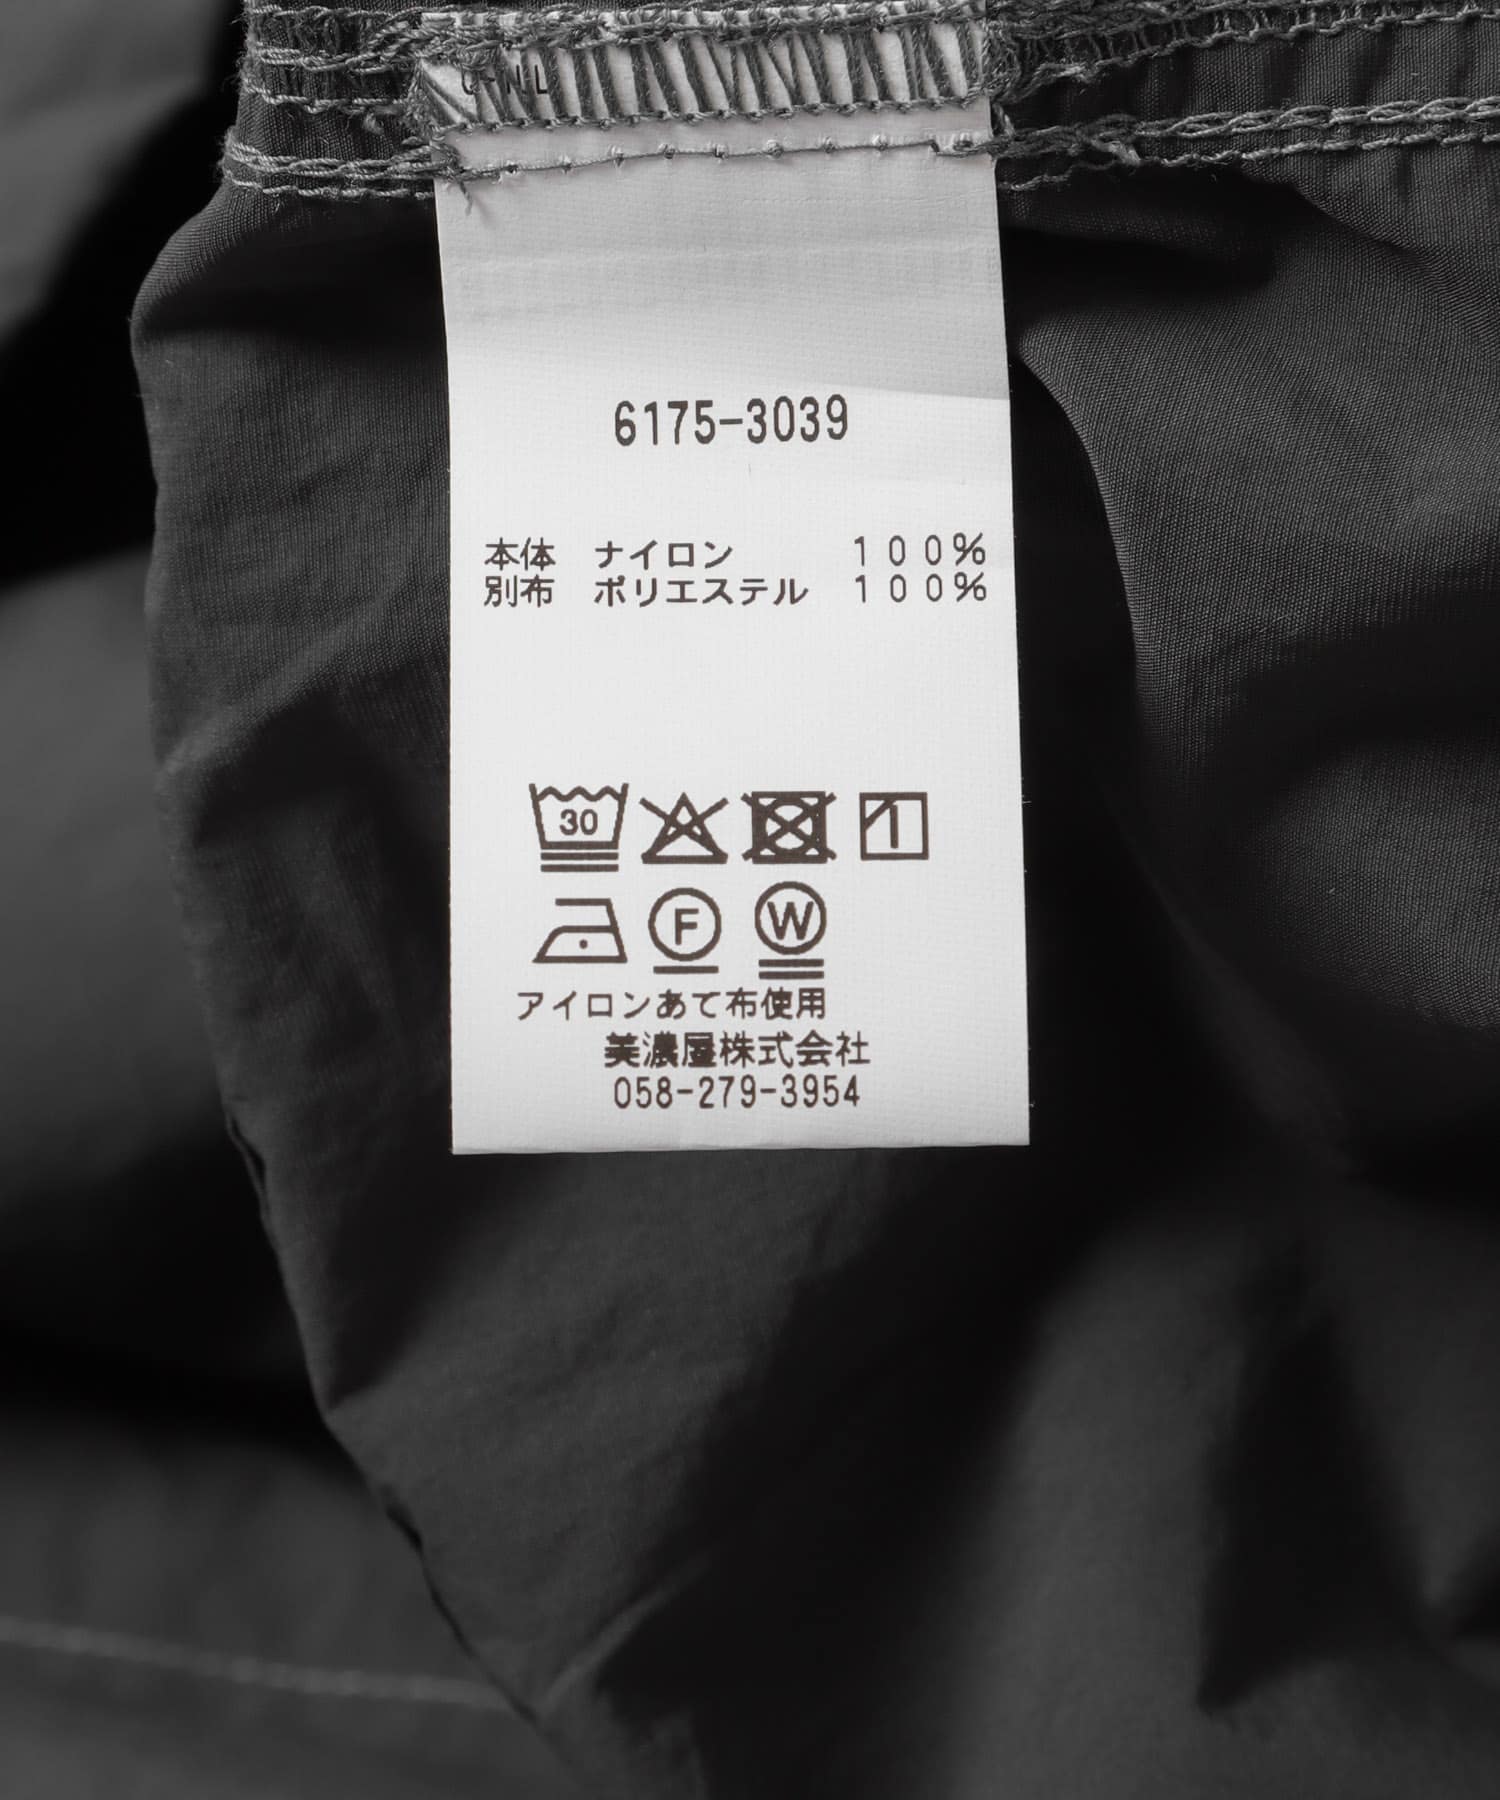 6175-3039
本体 ナイロン 100%
別布 ポリエステル 100%
30
1
F W
アイロンあて布使用
美濃屋株式会社
058-279-3954